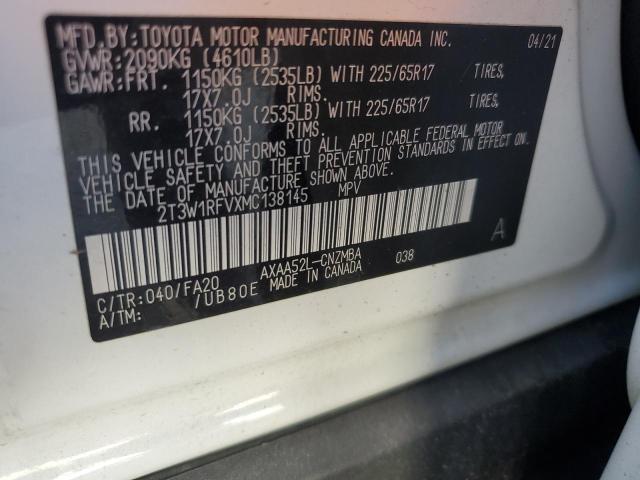 MFD.BY:TOYOTA MOTOR MANUFACTURING CANADA INC. 04/21
GVWR:2090KG (4610LB)
GAWR:FRT. 1150KG (2535LB) WITH 225/65R17 TIRES,
17X7.0J RIMS.
RR. 1150KG (2535LB) WITH 225/65R17 TIRES,
17X7.0J RIMS.
THIS VEHICLE CONFORMS TO ALL APPLICABLE FEDERAL MOTOR
VEHICLE SAFETY AND THEFT PREVENTION STANDARDS IN EFFECT ON
THE DATE OF MANUFACTURE SHOWN ABOVE.
2T3W1RFVXMC138145 MPV
A
C/TR:040/FA20 AXAA52L-CNZMBA 038
A/TM: /UB80E MADE IN CANADA